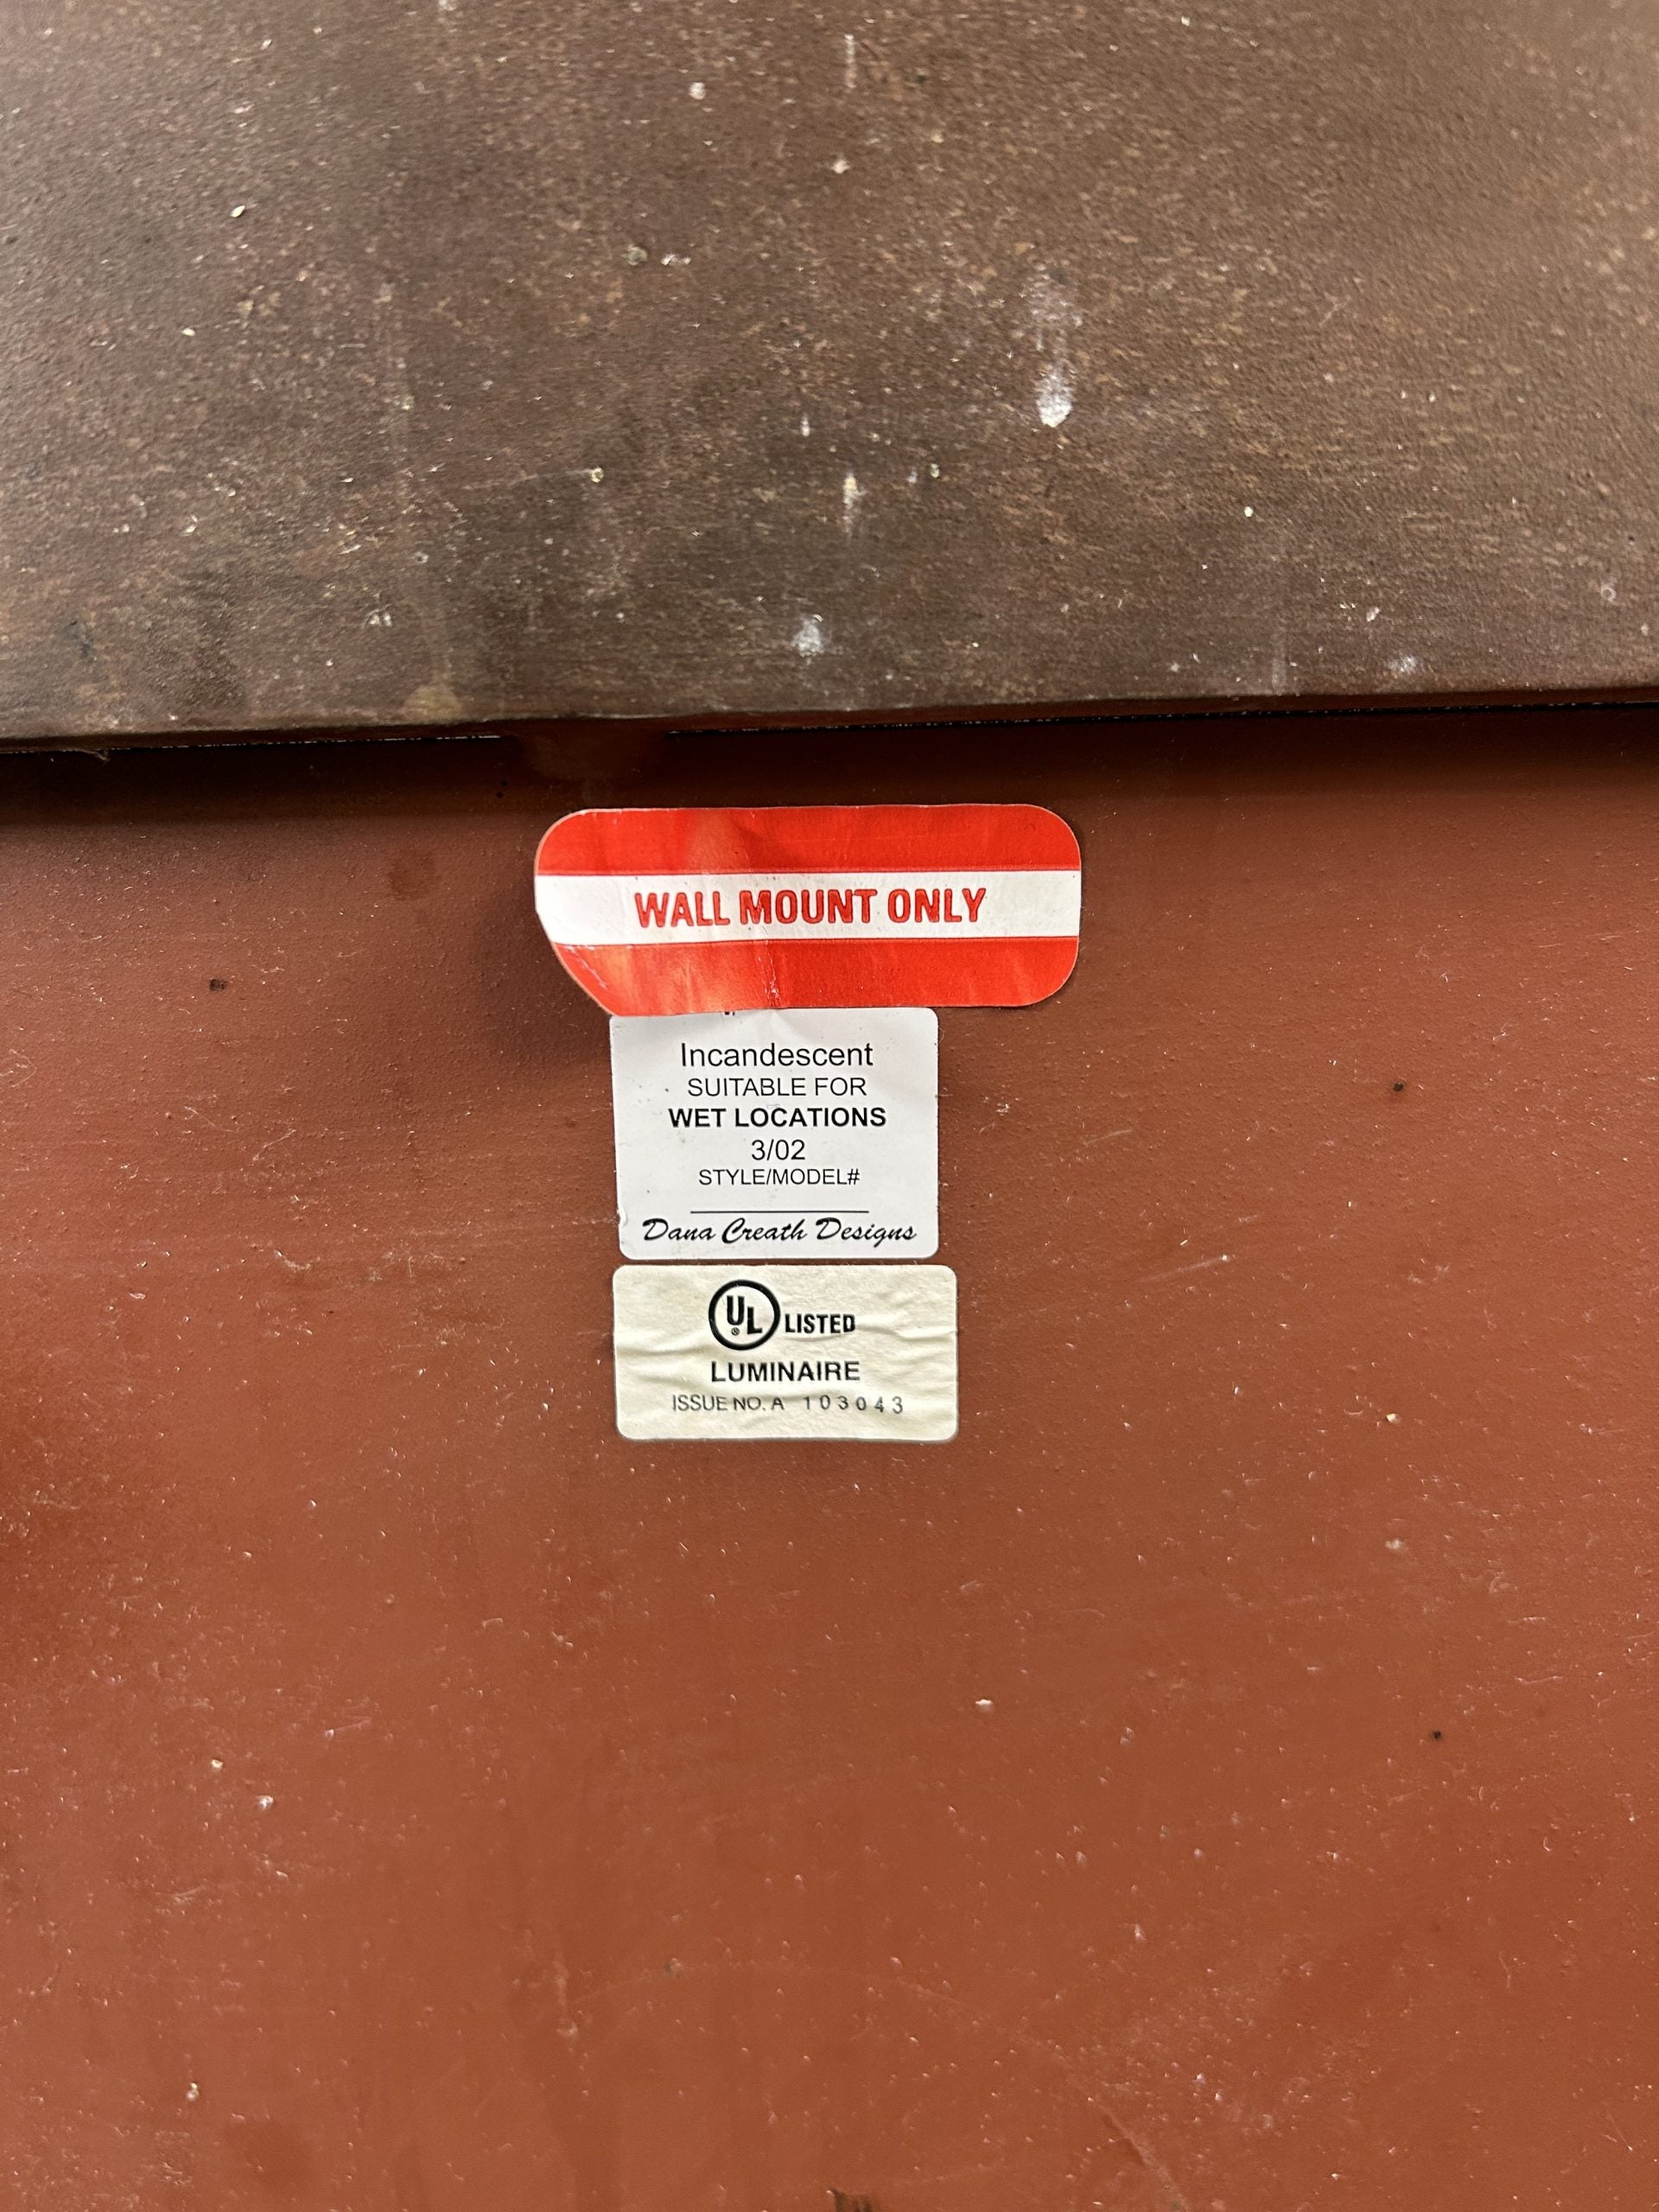 WALL MOUNT ONLY
Incandescent
SUITABLE FOR
WET LOCATIONS
3/02
STYLE/MODEL#
Dana Creath Designs
UL LISTED
LUMINAIRE
ISSUE NO. A 103043